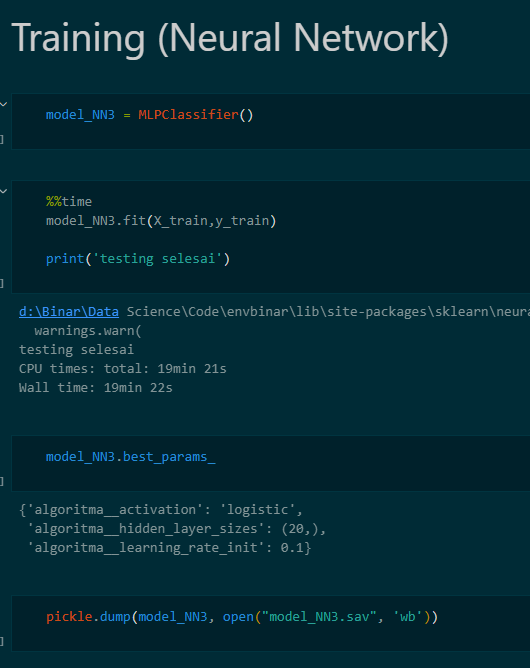 Training (Neural Network)
model_NN3 = MLPClassifier()
]
%%time
model_NN3.fit(X_train,y_train)
print('testing selesai')
]
d:\Binar\Data Science\Code\envbinar\lib\site-packages\sklearn\neura
warnings.warn(
testing selesai
CPU times: total: 19min 21s
Wall time: 19min 22s
model_NN3.best_params_
]
{'algoritma__activation': 'logistic',
'algoritma__hidden_layer_sizes': (20,),
'algoritma__learning_rate_init': 0.1}
pickle.dump(model_NN3, open("model_NN3.sav", 'wb'))
]